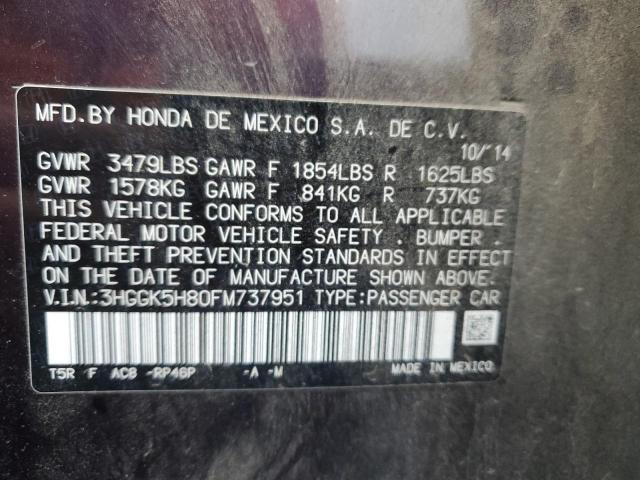 MFD.BY HONDA DE MEXICO S.A. DE C.V.
10/'14
GVWR 3479LBS GAWR F 1854LBS R 1625LBS
GVWR 1578KG GAWR F 841KG R 737KG
THIS VEHICLE CONFORMS TO ALL APPLICABLE
FEDERAL MOTOR VEHICLE SAFETY . BUMPER .
AND THEFT PREVENTION STANDARDS IN EFFECT
ON THE DATE OF MANUFACTURE SHOWN ABOVE.
V.I.N.:3HGGK5H80FM737951 TYPE:PASSENGER CAR
T5R F AC8 -RP46P -A -M MADE IN MEXICO